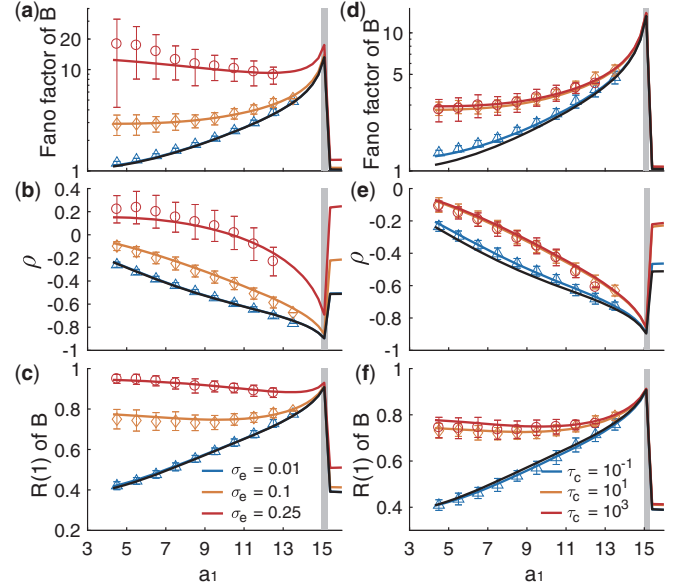 (a)
Fano factor of B
40
10
1
(b)
ρ
0.4
0.2
0
-0.2
-0.4
-0.6
-0.8
-1
(c)
R(1) of B
1
0.8
0.6
0.4
0.2
σe = 0.01
σe = 0.1
σe = 0.25
3 5 7 9 11 13 15
a1
(d)
Fano factor of B
10
5
1
(e)
ρ
0
-0.2
-0.4
-0.6
-0.8
-1
(f)
R(1) of B
1
0.8
0.6
0.4
τc = 10⁻¹
τc = 10¹
τc = 10³
3 5 7 9 11 13 15
a1